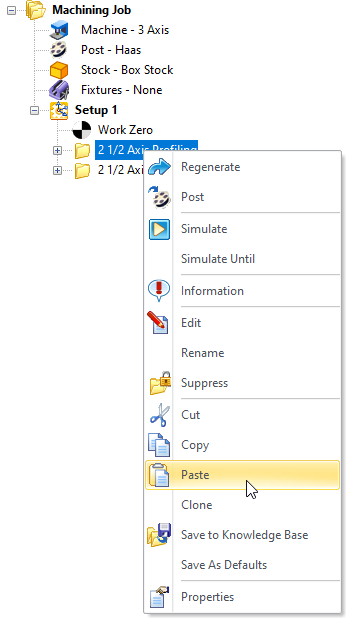 Machining Job
Machine - 3 Axis
Post - Haas
Stock - Box Stock
Fixtures - None
Setup 1
Work Zero
2 1/2 Axis Profiling
2 1/2 Axi
Regenerate
Post
Simulate
Simulate Until
Information
Edit
Rename
Suppress
Cut
Copy
Paste
Clone
Save to Knowledge Base
Save As Defaults
Properties